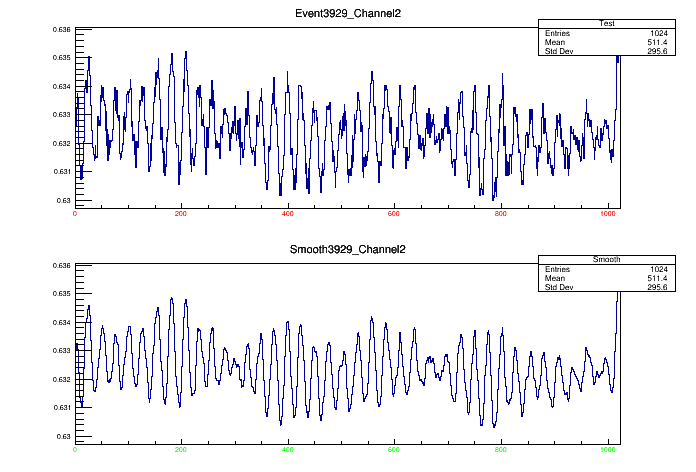 Event3929_Channel2
Test
Entries 1024
Mean 511.4
Std Dev 295.6
0.636
0.635
0.634
0.633
0.632
0.631
0.63
0 200 400 600 800 1000
Smooth3929_Channel2
Smooth
Entries 1024
Mean 511.4
Std Dev 295.6
0.636
0.635
0.634
0.633
0.632
0.631
0.63
0 200 400 600 800 1000